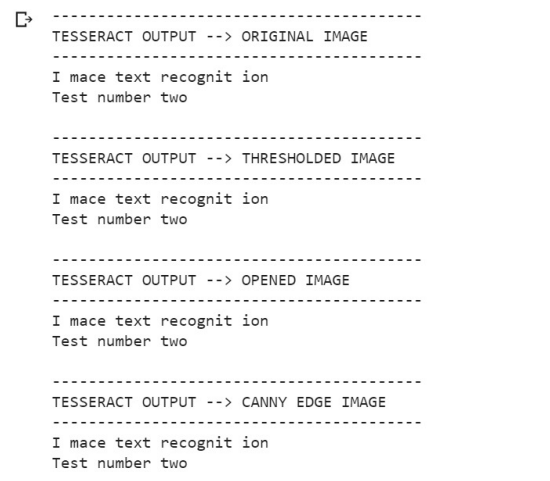 -----------------------------------------
TESSERACT OUTPUT --> ORIGINAL IMAGE
-----------------------------------------
I mace text recognit ion
Test number two
-----------------------------------------
TESSERACT OUTPUT --> THRESHOLDED IMAGE
-----------------------------------------
I mace text recognit ion
Test number two
-----------------------------------------
TESSERACT OUTPUT --> OPENED IMAGE
-----------------------------------------
I mace text recognit ion
Test number two
-----------------------------------------
TESSERACT OUTPUT --> CANNY EDGE IMAGE
-----------------------------------------
I mace text recognit ion
Test number two